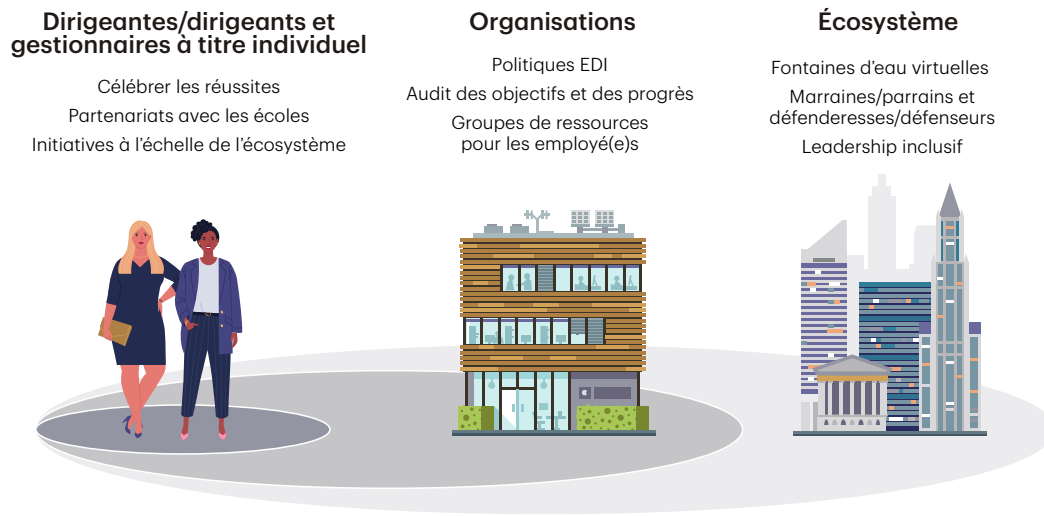 Dirigeantes/dirigeants et
gestionnaires à titre individuel
Célébrer les réussites
Partenariats avec les écoles
Initiatives à l'échelle de l'écosystème
Organisations
Politiques EDI
Audit des objectifs et des progrès
Groupes de ressources
pour les employé(e)s
Écosystème
Fontaines d'eau virtuelles
Marraines/parrains et
défenderesses/défenseurs
Leadership inclusif